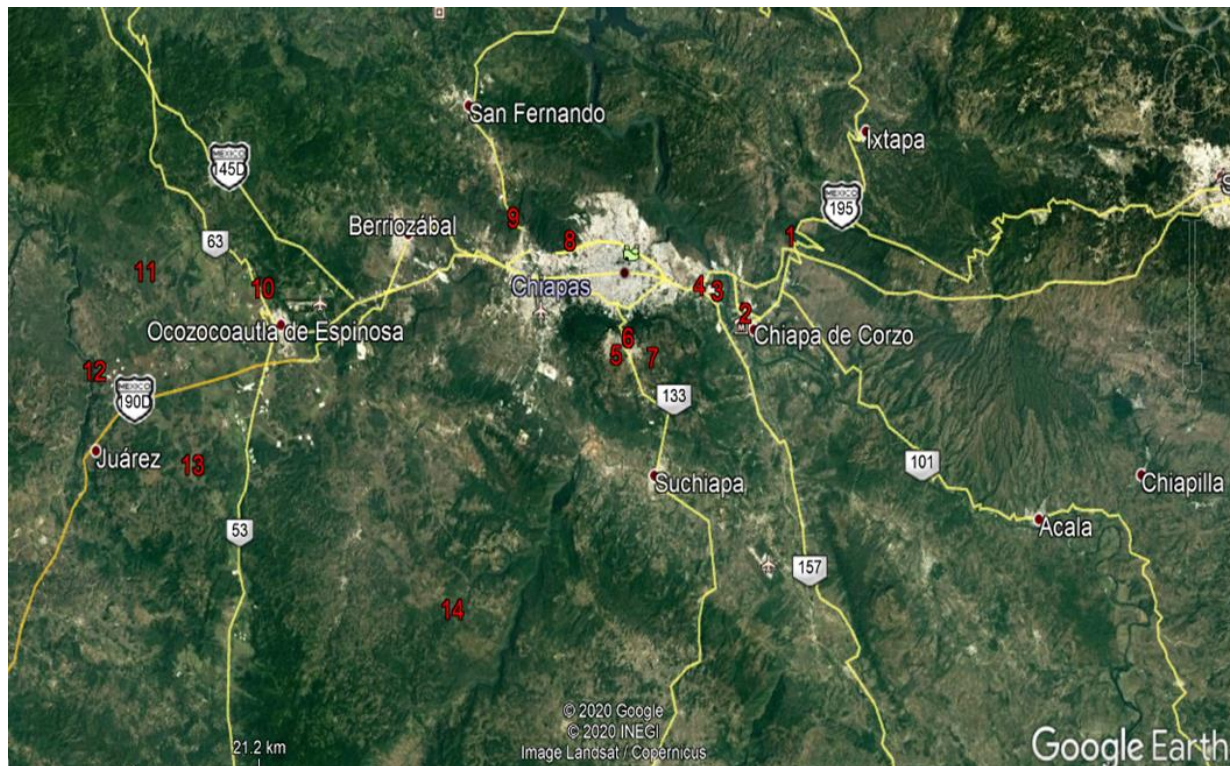 San Fernando
Ixtapa
MEXICO
145D
MEXICO
195
S
9
Berriozábal
1
63
8
11
10
Chiapas
4
3
2
Chiapa de Corzo
Ocozocoautla de Espinosa
6
5
7
12
MEXICO
190D
133
Juárez
13
101
Suchiapa
Chiapilla
53
Acala
157
14
© 2020 Google
© 2020 INEGI
Image Landsat / Copernicus
21.2 km
Google Earth